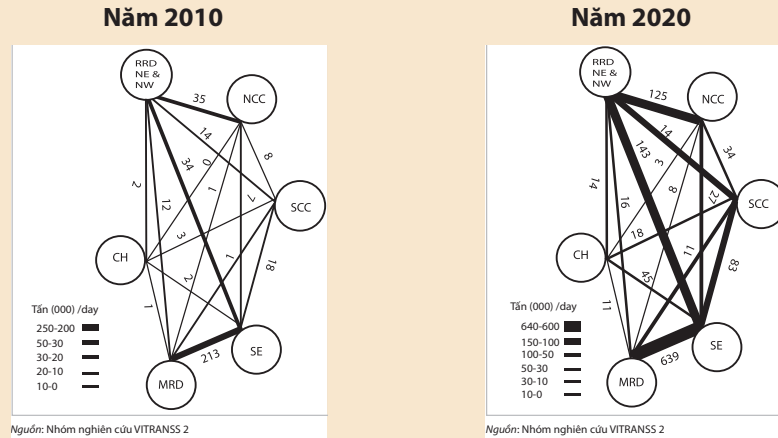 Năm 2010
RRD
NE &
NW
NCC
SCC
SE
MRD
CH
35
14
8
34
0
1
7
2
12
3
1
18
2
1
213
Tấn (000) /day
250-200
50-30
30-20
20-10
10-0
Nguồn: Nhóm nghiên cứu VITRANSS 2
Năm 2020
RRD
NE &
NW
NCC
SCC
SE
MRD
CH
125
14
34
143
3
8
27
14
16
18
11
83
45
11
639
Tấn (000) /day
640-600
150-100
100-50
50-30
30-10
10-0
Nguồn: Nhóm nghiên cứu VITRANSS 2